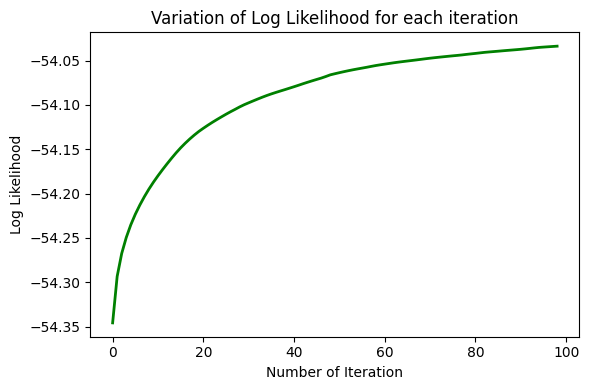 Variation of Log Likelihood for each iteration
Log Likelihood
−54.05
−54.10
−54.15
−54.20
−54.25
−54.30
−54.35
0 20 40 60 80 100
Number of Iteration